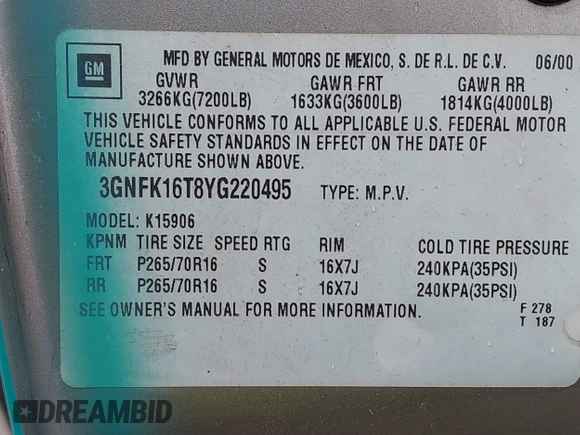 GM
MFD BY GENERAL MOTORS DE MEXICO, S. DE R.L. DE C.V. 06/00
GVWR GAWR FRT GAWR RR
3266KG(7200LB) 1633KG(3600LB) 1814KG(4000LB)
THIS VEHICLE CONFORMS TO ALL APPLICABLE U.S. FEDERAL MOTOR
VEHICLE SAFETY STANDARDS IN EFFECT ON THE DATE OF
MANUFACTURE SHOWN ABOVE.
3GNFK16T8YG220495 TYPE: M.P.V.
MODEL: K15906
KPNM TIRE SIZE SPEED RTG RIM COLD TIRE PRESSURE
FRT P265/70R16 S 16X7J 240KPA(35PSI)
RR P265/70R16 S 16X7J 240KPA(35PSI)
SEE OWNER'S MANUAL FOR MORE INFORMATION.
F 278
T 187
DREAMBID